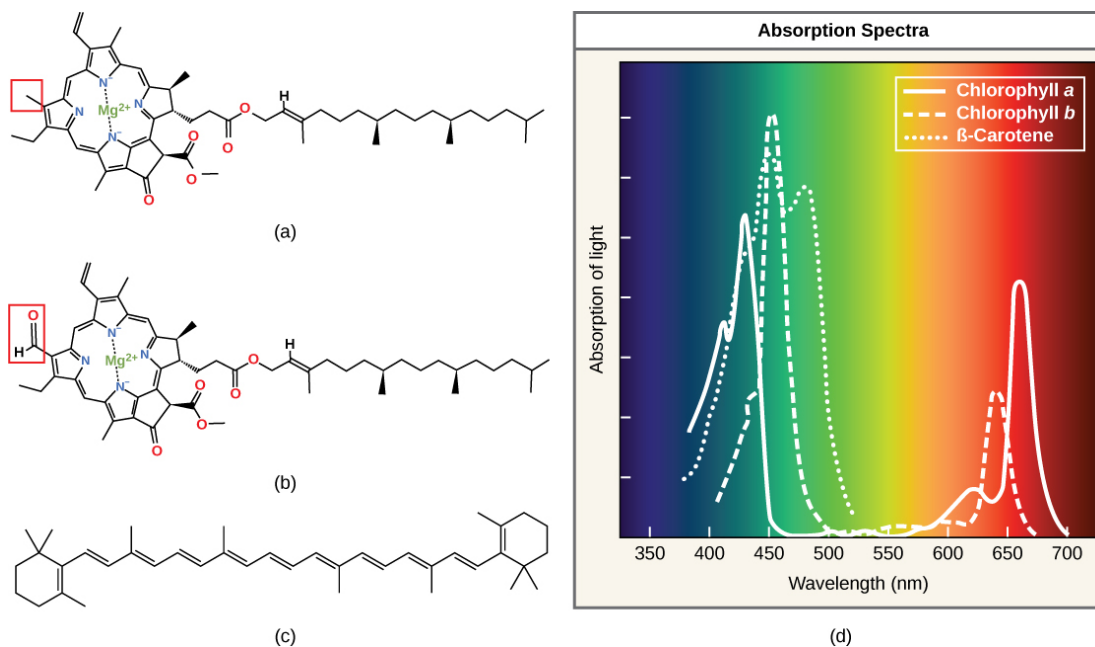 N⁻
Mg²⁺
N
N
N⁻
O
O
O
O
O
H
(a)
O
H
N⁻
Mg²⁺
N
N
N⁻
O
O
O
O
O
H
(b)
(c)
Absorption Spectra
Chlorophyll a
Chlorophyll b
ß-Carotene
Absorption of light
350 400 450 500 550 600 650 700
Wavelength (nm)
(d)